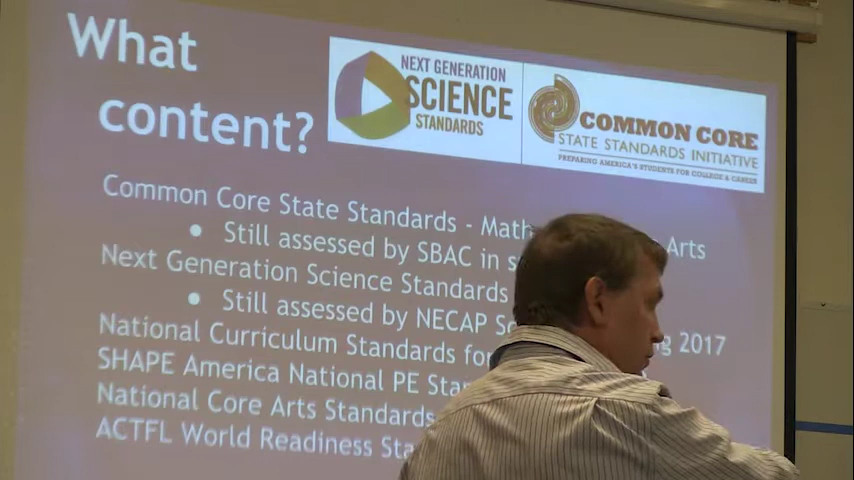 What
content?
NEXT GENERATION
SCIENCE
STANDARDS
COMMON CORE
STATE STANDARDS INITIATIVE
PREPARING AMERICA'S STUDENTS FOR COLLEGE & CAREER
Common Core State Standards - Math Arts
• Still assessed by SBAC in
Next Generation Science Standards
• Still assessed by NECAP 2017
National Curriculum Standards for
SHAPE America National PE
National Core Arts Standards
ACTFL World Readiness